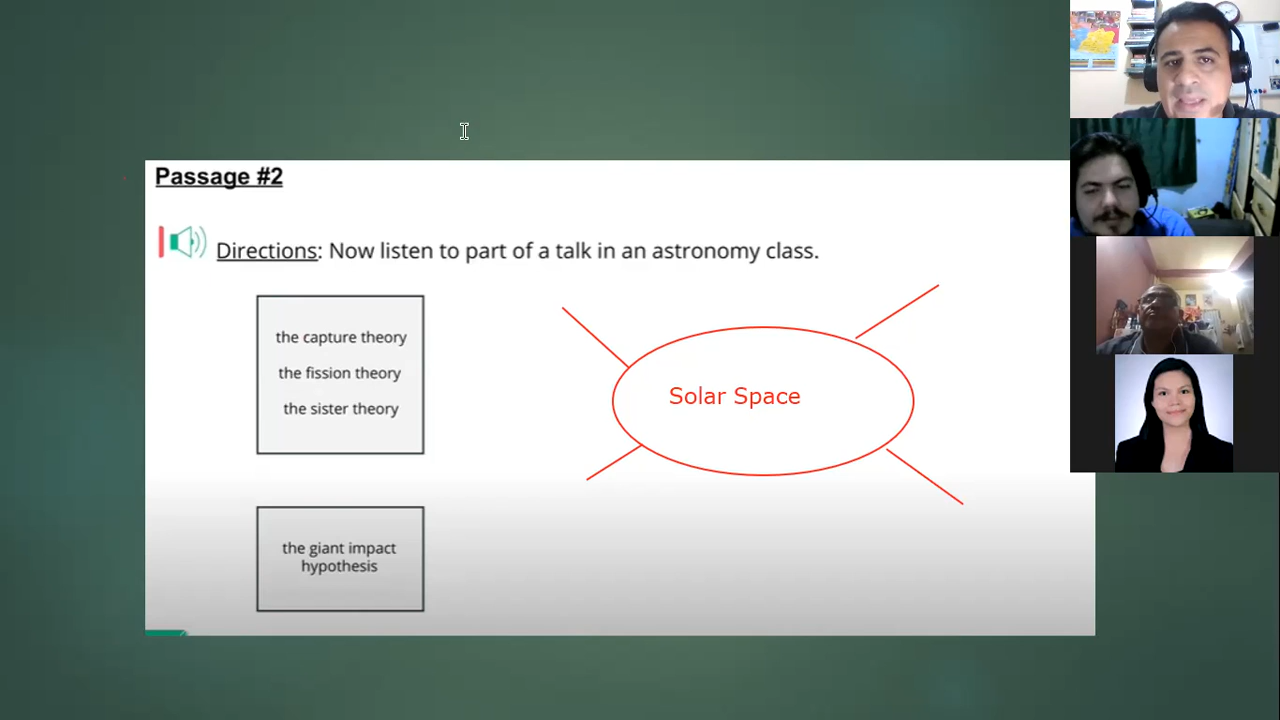 Passage #2
Directions: Now listen to part of a talk in an astronomy class.
the capture theory
the fission theory
the sister theory
Solar Space
the giant impact
hypothesis